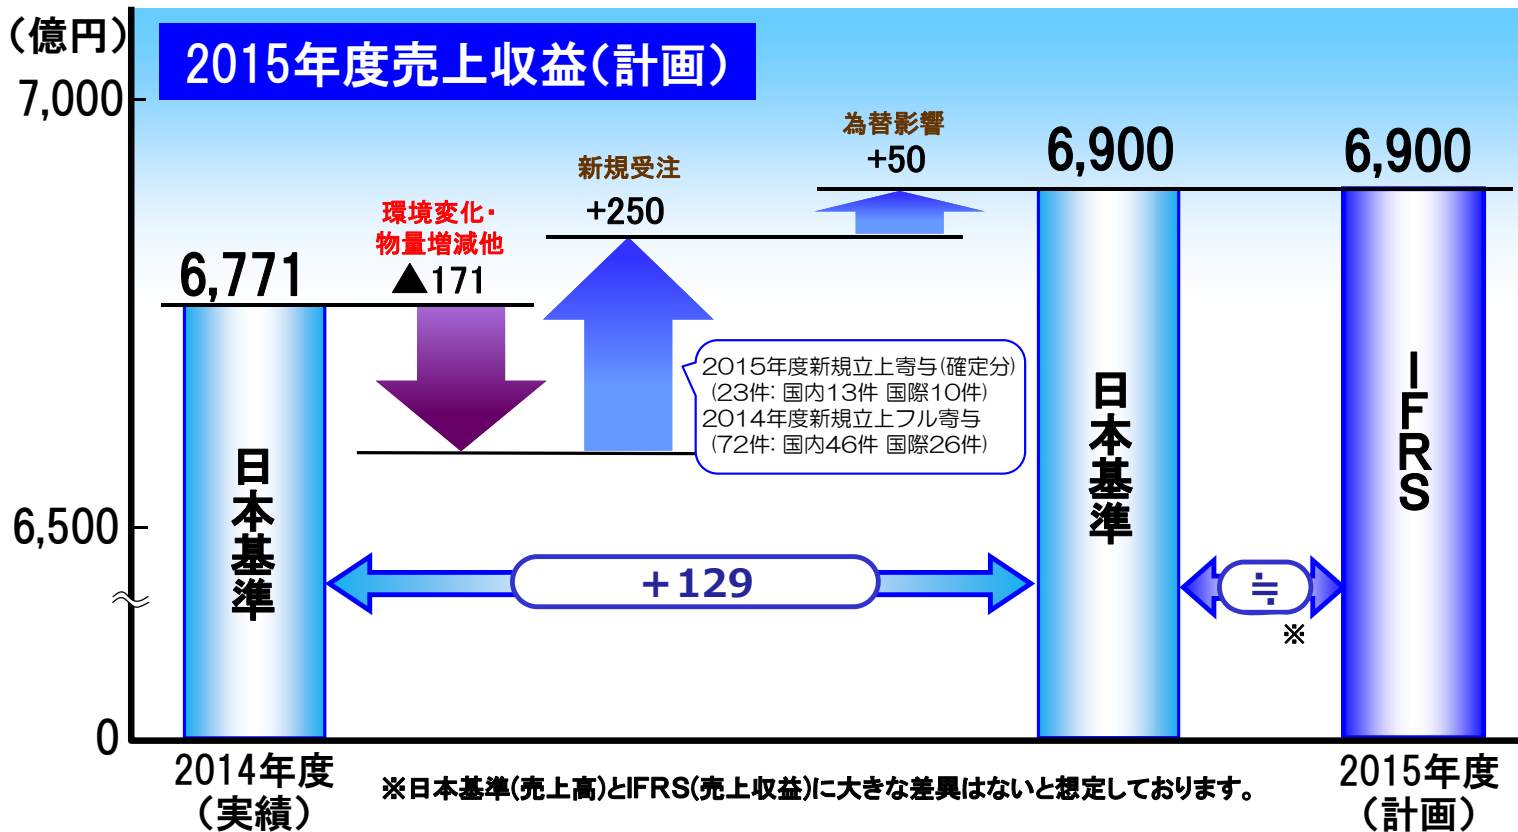 (億円)
2015年度売上収益(計画)
7,000
6,500
0
6,771
環境変化・
物量増減他
▲171
新規受注
+250
為替影響
+50
6,900
6,900
2015年度新規立上寄与(確定分)
(23件: 国内13件 国際10件)
2014年度新規立上フル寄与
(72件: 国内46件 国際26件)
日本基準
日本基準
IFRS
+129
≒
※
2014年度
(実績)
2015年度
(計画)
※日本基準(売上高)とIFRS(売上収益)に大きな差異はないと想定しております。